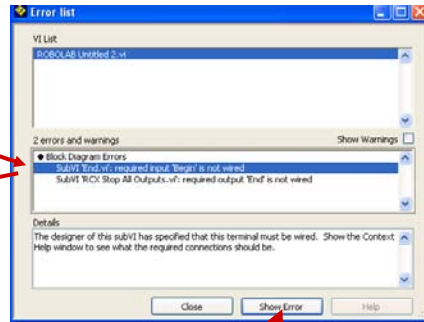 Error list
VI List
ROBOLAB Untitled 2.vi
2 errors and warnings
Show Warnings
Block Diagram Errors
SubVI 'End.vi': required input 'Begin' is not wired
SubVI 'RCX Stop All Outputs.vi': required output 'End' is not wired
Details
The designer of this subVI has specified that this terminal must be wired. Show the Context
Help window to see what the required connections should be.
Close
Show Error
Help